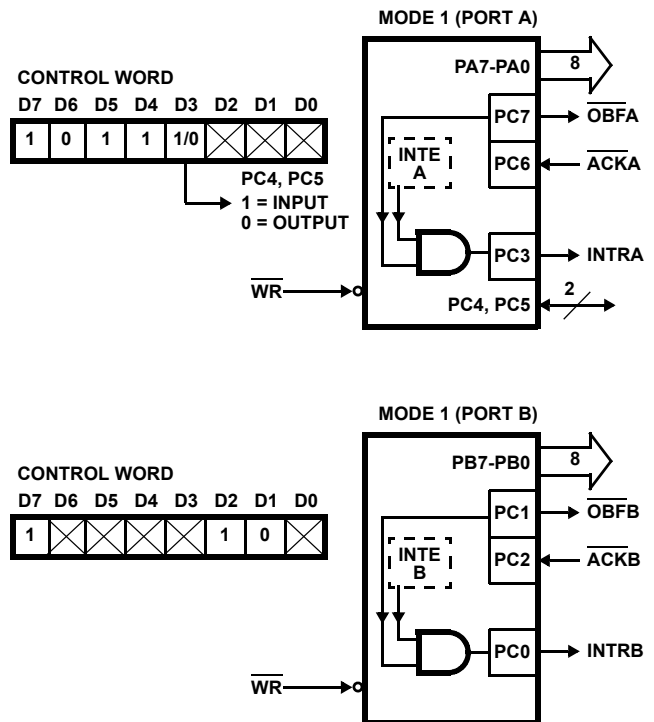 MODE 1 (PORT A)
CONTROL WORD
D7 D6 D5 D4 D3 D2 D1 D0
1 0 1 1 1/0
PC4, PC5
1 = INPUT
0 = OUTPUT
PA7-PA0 8
PC7 OBFA
INTE
A
PC6 ACKA
PC3 INTRA
WR
PC4, PC5 2
MODE 1 (PORT B)
CONTROL WORD
D7 D6 D5 D4 D3 D2 D1 D0
1 1 0
PB7-PB0 8
PC1 OBFB
INTE
B
PC2 ACKB
PC0 INTRB
WR